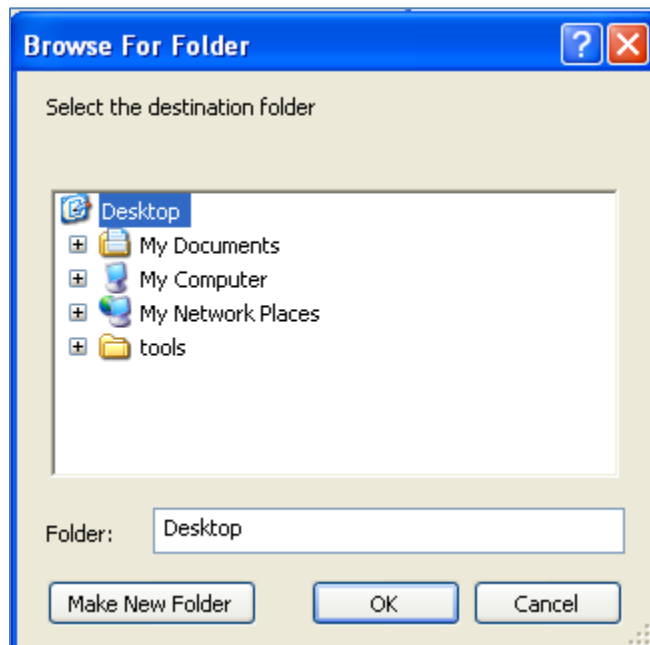 Browse For Folder
Select the destination folder
Desktop
My Documents
My Computer
My Network Places
tools
Folder: Desktop
Make New Folder OK Cancel